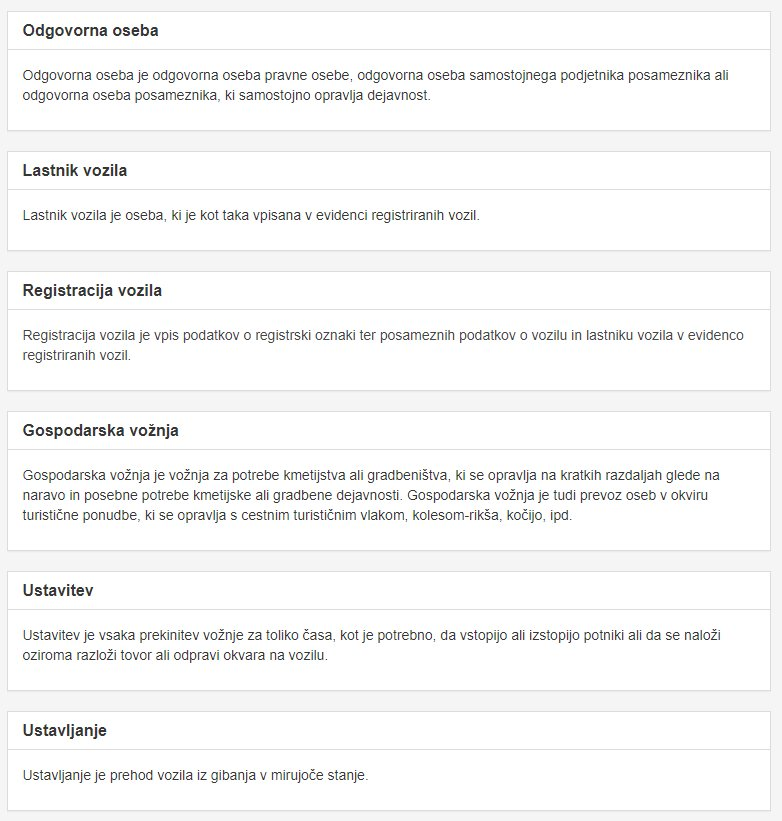 Odgovorna oseba
Odgovorna oseba je odgovorna oseba pravne osebe, odgovorna oseba samostojnega podjetnika posameznika ali
odgovorna oseba posameznika, ki samostojno opravlja dejavnost.
Lastnik vozila
Lastnik vozila je oseba, ki je kot taka vpisana v evidenci registriranih vozil.
Registracija vozila
Registracija vozila je vpis podatkov o registrski oznaki ter posameznih podatkov o vozilu in lastniku vozila v evidenco
registriranih vozil.
Gospodarska vožnja
Gospodarska vožnja je vožnja za potrebe kmetijstva ali gradbeništva, ki se opravlja na kratkih razdaljah glede na
naravo in posebne potrebe kmetijske ali gradbene dejavnosti. Gospodarska vožnja je tudi prevoz oseb v okviru
turistične ponudbe, ki se opravlja s cestnim turističnim vlakom, kolesom-rikša, kočijo, ipd.
Ustavitev
Ustavitev je vsaka prekinitev vožnje za toliko časa, kot je potrebno, da vstopijo ali izstopijo potniki ali da se naloži
oziroma razloži tovor ali odpravi okvara na vozilu.
Ustavljanje
Ustavljanje je prehod vozila iz gibanja v mirujoče stanje.